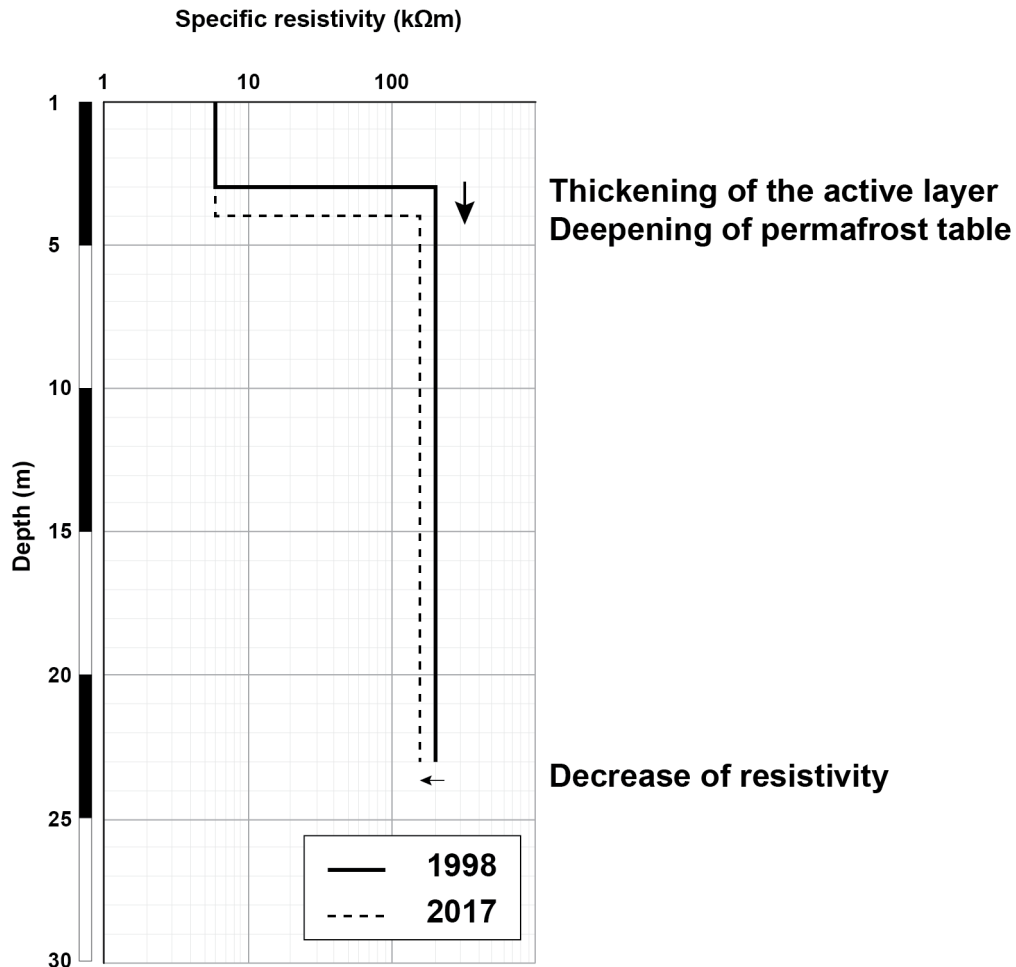 Specific resistivity (kΩm)
1 10 100
1
5
10
15
20
25
30
Depth (m)
Thickening of the active layer
Deepening of permafrost table
Decrease of resistivity
1998
2017